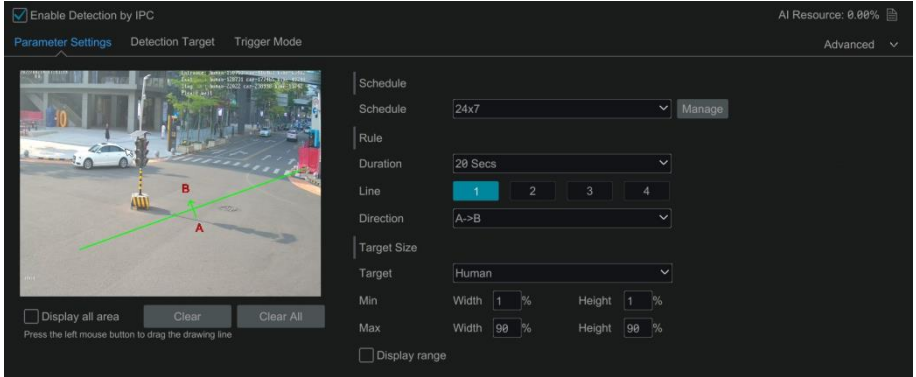 Enable Detection by IPC
AI Resource: 0.00%
Parameter Settings Detection Target Trigger Mode Advanced
Schedule
Schedule 24x7 Manage
Rule
Duration 20 Secs
Line 1 2 3 4
Direction A->B
Target Size
Target Human
Min Width 1 % Height 1 %
Max Width 90 % Height 90 %
Display range
B
A
Display all area Clear Clear All
Press the left mouse button to drag the drawing line